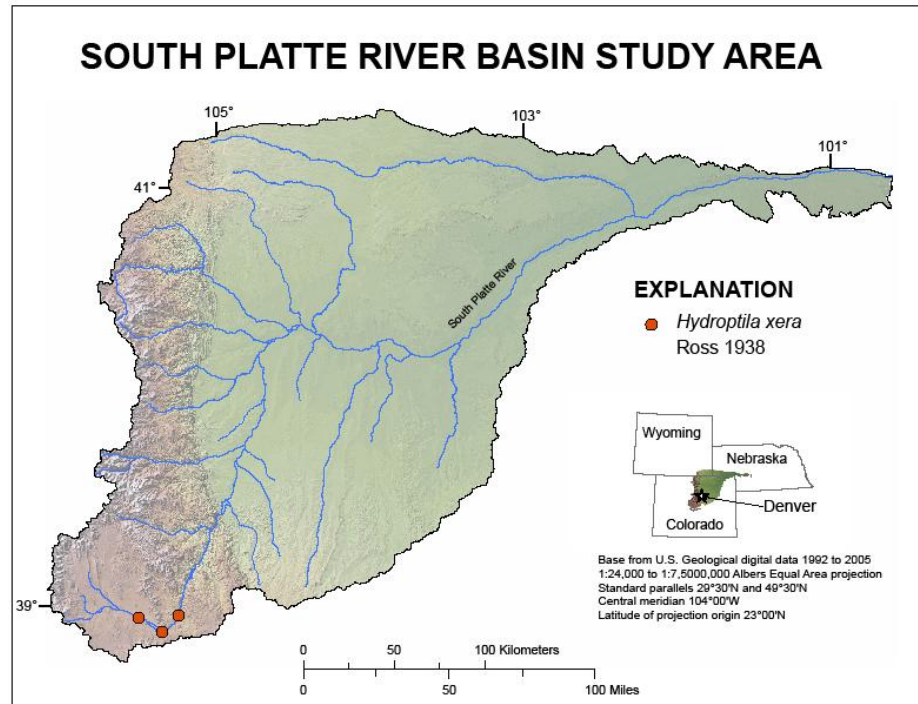 SOUTH PLATTE RIVER BASIN STUDY AREA
105°
103°
101°
41°
South Platte River
EXPLANATION
Hydroptila xera
Ross 1938
Wyoming
Nebraska
Denver
Colorado
Base from U.S. Geological digital data 1992 to 2005
1:24,000 to 1:7,5000,000 Albers Equal Area projection
Standard parallels 29°30'N and 49°30'N
Central meridian 104°00'W
Latitude of projection origin 23°00'N
39°
0 50 100 Kilometers
0 50 100 Miles